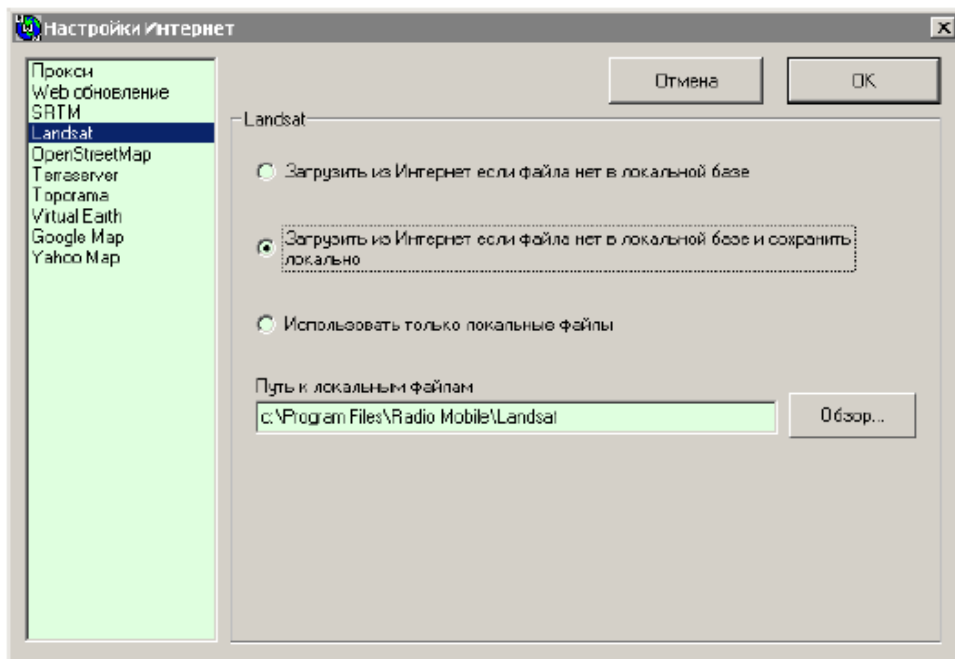 Настройки Интернет
Прокси
Web обновление
SRTM
Landsat
OpenStreetMap
Terraserver
Toporama
Virtual Earth
Google Map
Yahoo Map
Отмена
OK
Landsat
Загрузить из Интернет если файла нет в локальной базе
Загрузить из Интернет если файла нет в локальной базе и сохранить
локально
Использовать только локальные файлы
Путь к локальным файлам
c:\Program Files\Radio Mobile\Landsat
Обзор...